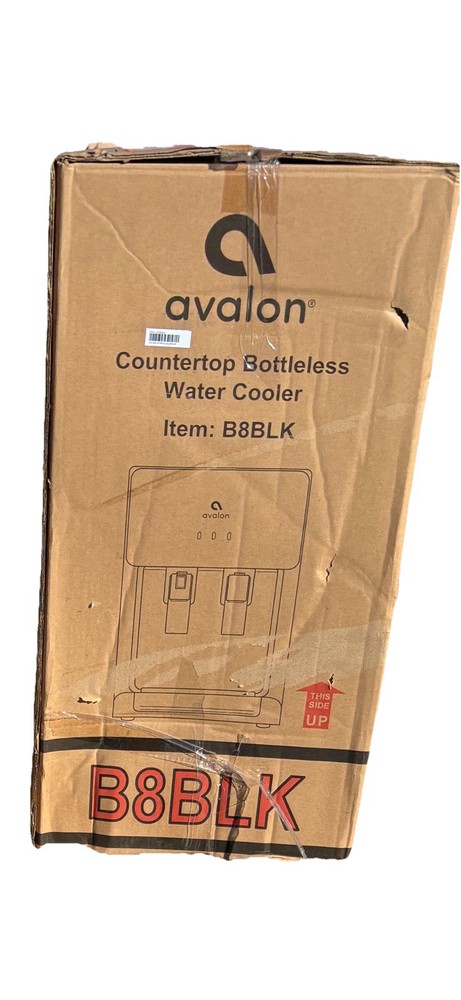 avalon®
Countertop Bottleless
Water Cooler
Item: B8BLK
avalon
THIS
SIDE
UP
B8BLK